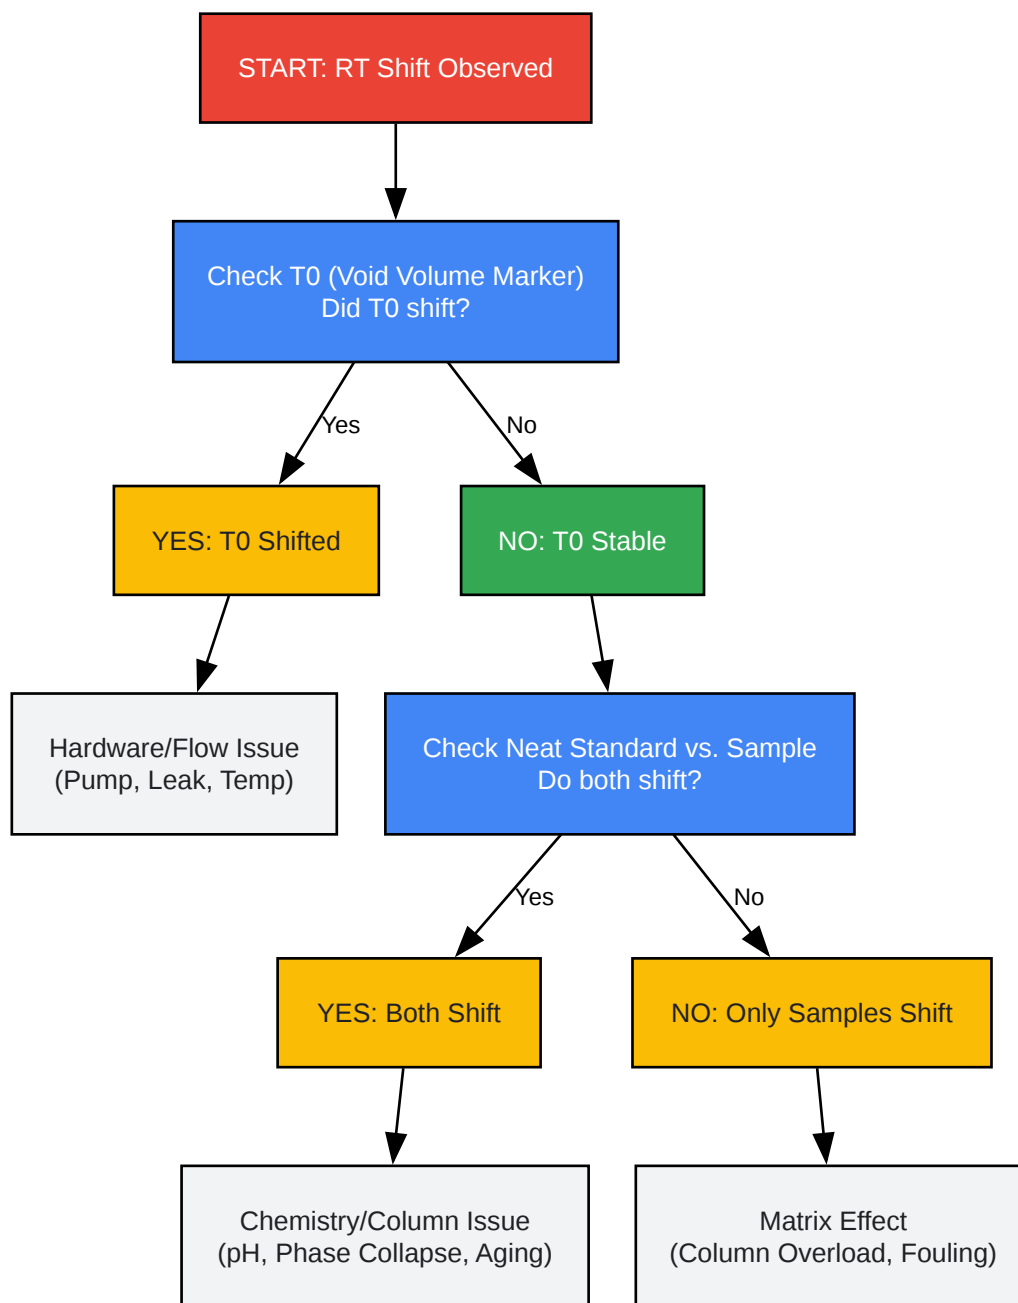 START: RT Shift Observed
Check T0 (Void Volume Marker)
Did T0 shift?
Yes
No
YES: T0 Shifted
NO: T0 Stable
Hardware/Flow Issue
(Pump, Leak, Temp)
Check Neat Standard vs. Sample
Do both shift?
Yes
No
YES: Both Shift
NO: Only Samples Shift
Chemistry/Column Issue
(pH, Phase Collapse, Aging)
Matrix Effect
(Column Overload, Fouling)